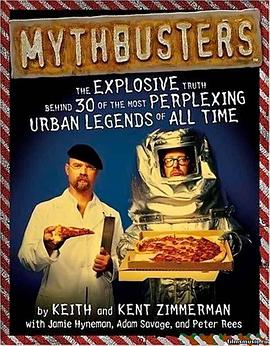 MYTHBUSTERS
THE EXPLOSIVE TRUTH
BEHIND 30 OF THE MOST PERPLEXING
URBAN LEGENDS OF ALL TIME
by KEITH and KENT ZIMMERMAN
with Jamie Hyneman, Adam Savage, and Peter Rees